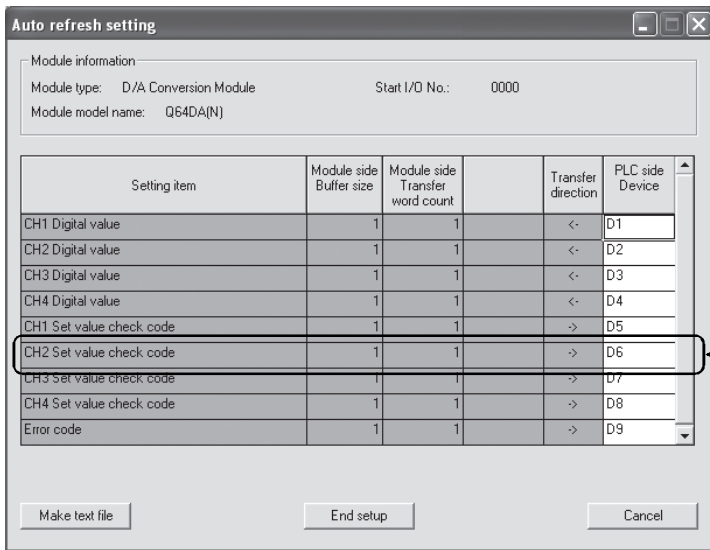 Auto refresh setting
Module information
Module type: D/A Conversion Module Start I/O No.: 0000
Module model name: Q64DA(N)
Setting item Module side Buffer size Module side Transfer word count Transfer direction PLC side Device
CH1 Digital value 1 1 <- D1
CH2 Digital value 1 1 <- D2
CH3 Digital value 1 1 <- D3
CH4 Digital value 1 1 <- D4
CH1 Set value check code 1 1 -> D5
CH2 Set value check code 1 1 -> D6
CH3 Set value check code 1 1 -> D7
CH4 Set value check code 1 1 -> D8
Error code 1 1 -> D9
Make text file End setup Cancel